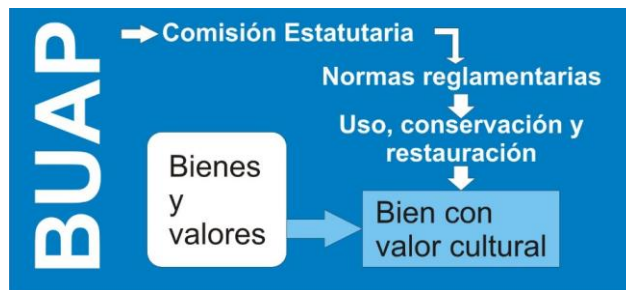 BUAP
Comisión Estatutaria
Normas reglamentarias
Uso, conservación y
restauración
Bienes
y
valores
Bien con
valor cultural